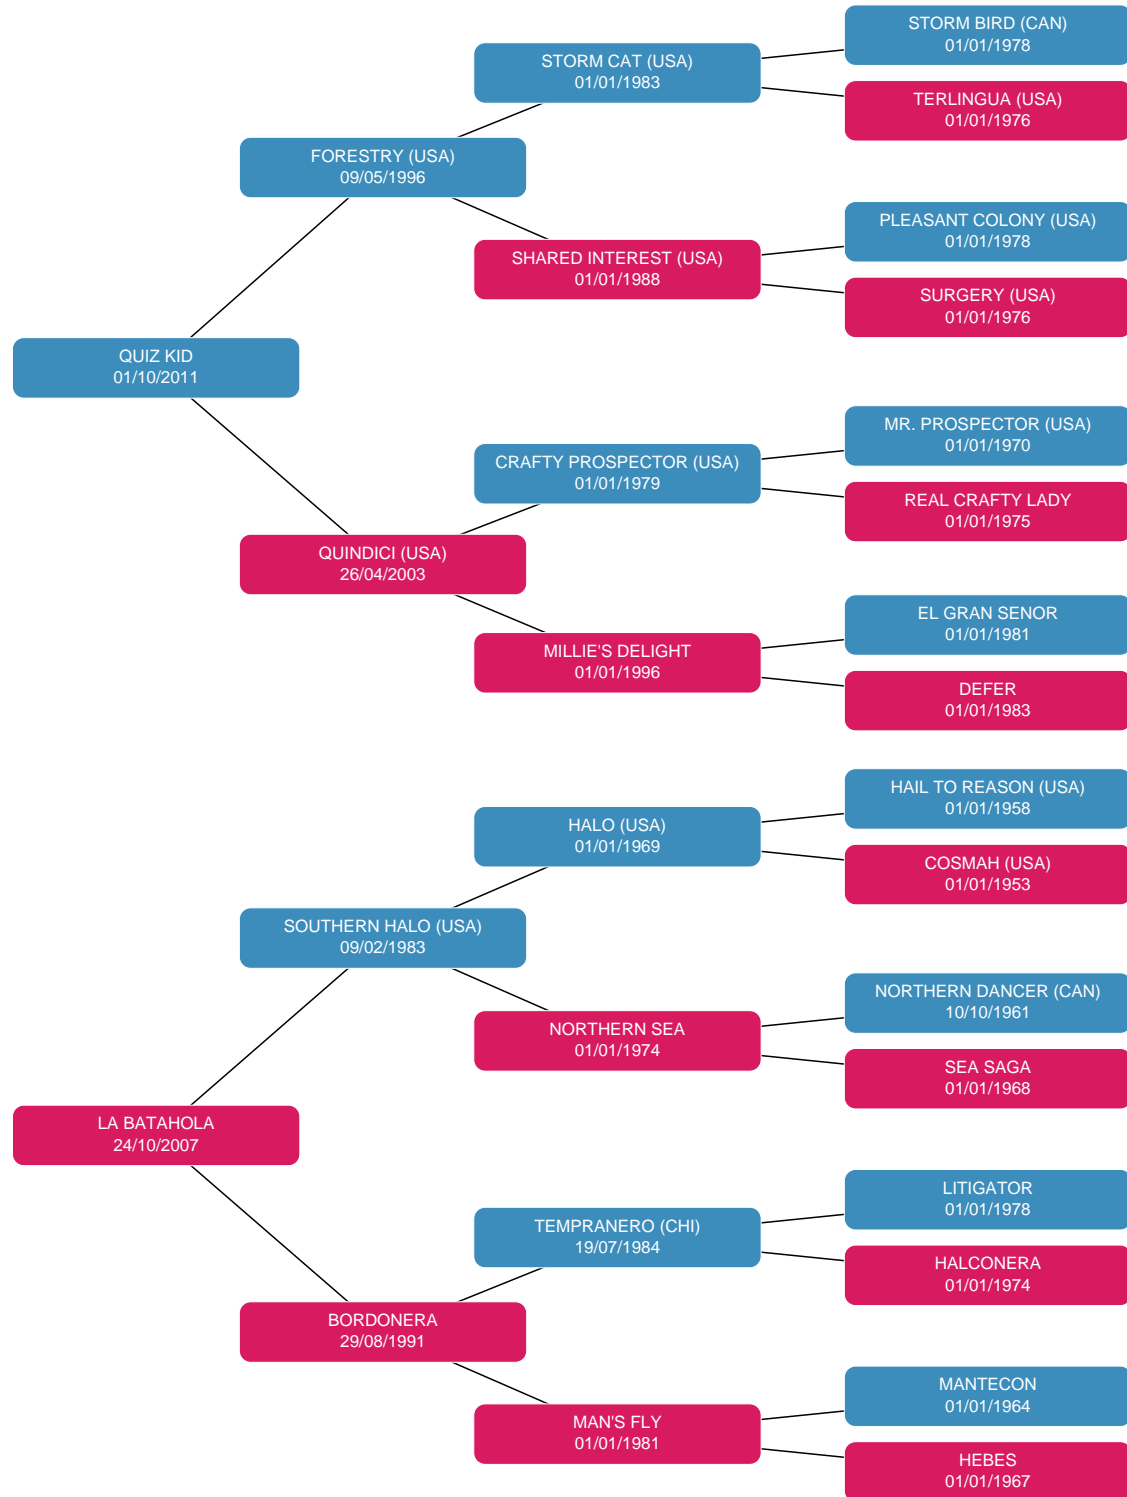 STORM BIRD (CAN)
01/01/1978
STORM CAT (USA)
01/01/1983
TERLINGUA (USA)
01/01/1976
FORESTRY (USA)
09/05/1996
PLEASANT COLONY (USA)
01/01/1978
SHARED INTEREST (USA)
01/01/1988
SURGERY (USA)
01/01/1976
QUIZ KID
01/10/2011
MR. PROSPECTOR (USA)
01/01/1970
CRAFTY PROSPECTOR (USA)
01/01/1979
REAL CRAFTY LADY
01/01/1975
QUINDICI (USA)
26/04/2003
EL GRAN SENOR
01/01/1981
MILLIE'S DELIGHT
01/01/1996
DEFER
01/01/1983
HAIL TO REASON (USA)
01/01/1958
HALO (USA)
01/01/1969
COSMAH (USA)
01/01/1953
SOUTHERN HALO (USA)
09/02/1983
NORTHERN DANCER (CAN)
10/10/1961
NORTHERN SEA
01/01/1974
SEA SAGA
01/01/1968
LA BATAHOLA
24/10/2007
LITIGATOR
01/01/1978
TEMPRANERO (CHI)
19/07/1984
HALCONERA
01/01/1974
BORDONERA
29/08/1991
MANTECON
01/01/1964
MAN'S FLY
01/01/1981
HEBES
01/01/1967